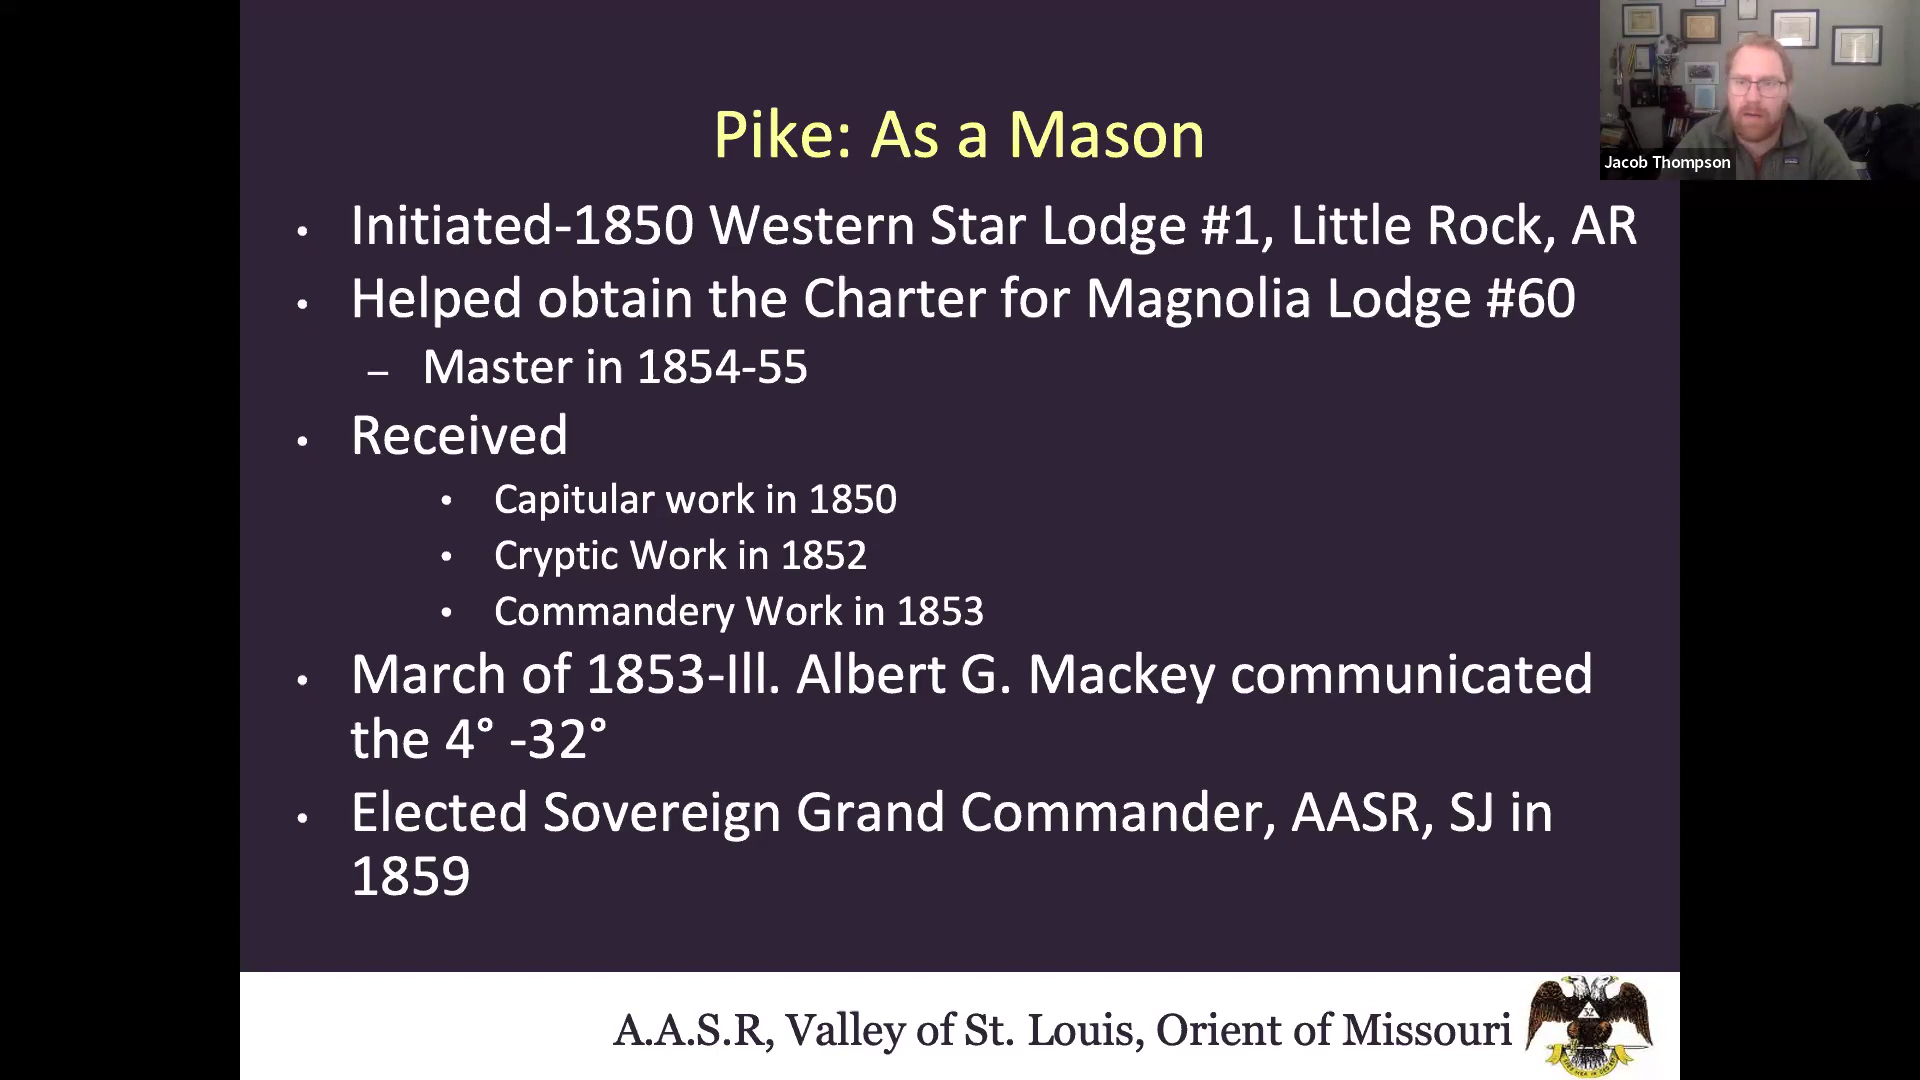 Pike: As a Mason
Jacob Thompson
• Initiated-1850 Western Star Lodge #1, Little Rock, AR
• Helped obtain the Charter for Magnolia Lodge #60
– Master in 1854-55
• Received
• Capitular work in 1850
• Cryptic Work in 1852
• Commandery Work in 1853
• March of 1853-Ill. Albert G. Mackey communicated
the 4° -32°
• Elected Sovereign Grand Commander, AASR, SJ in
1859
A.A.S.R, Valley of St. Louis, Orient of Missouri
32